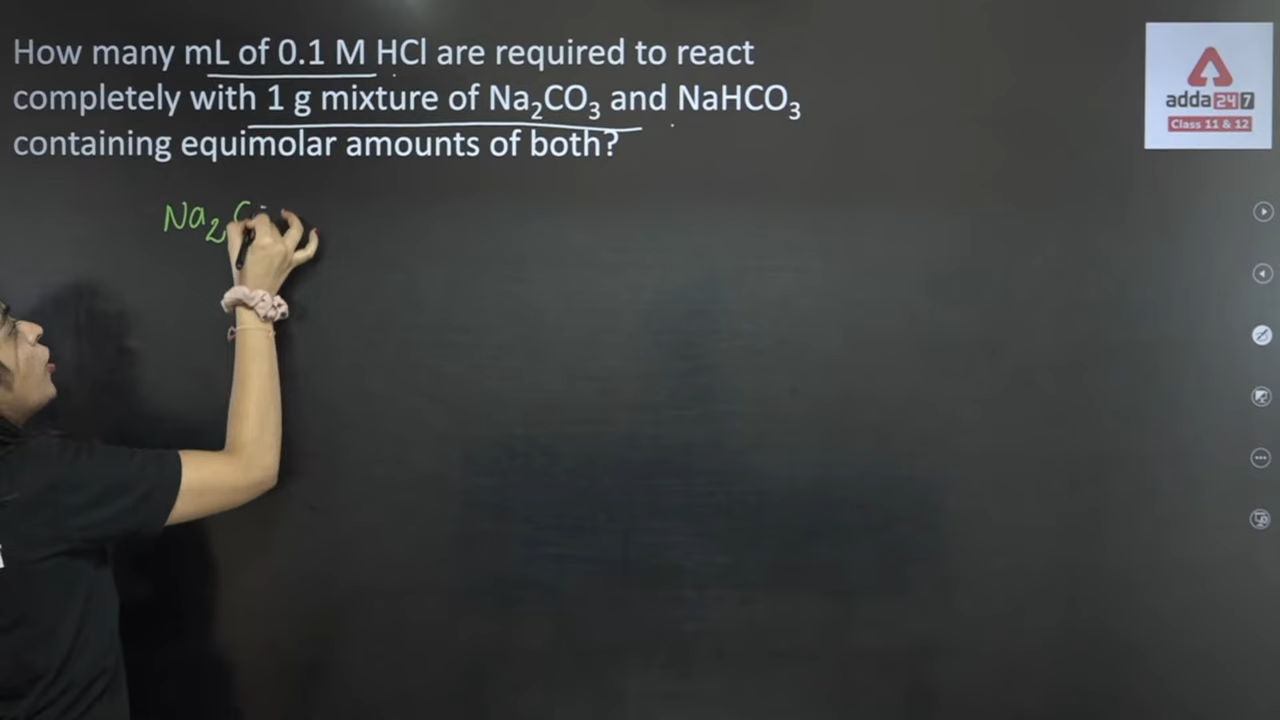 How many mL of 0.1 M HCl are required to react
completely with 1 g mixture of Na₂CO₃ and NaHCO₃
containing equimolar amounts of both?
adda247
Class 11 & 12
Na₂C